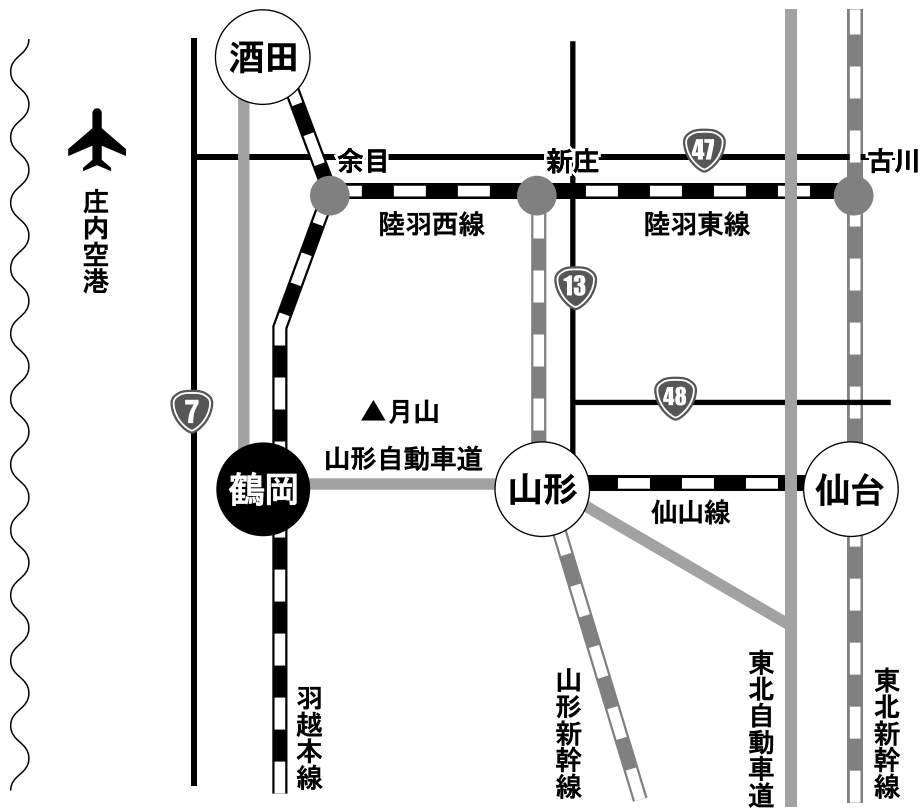 酒田
余目
新庄
47
古川
庄内空港
陸羽西線
陸羽東線
13
7
▲月山
48
山形自動車道
鶴岡
山形
仙台
仙山線
羽越本線
山形新幹線
東北自動車道
東北新幹線